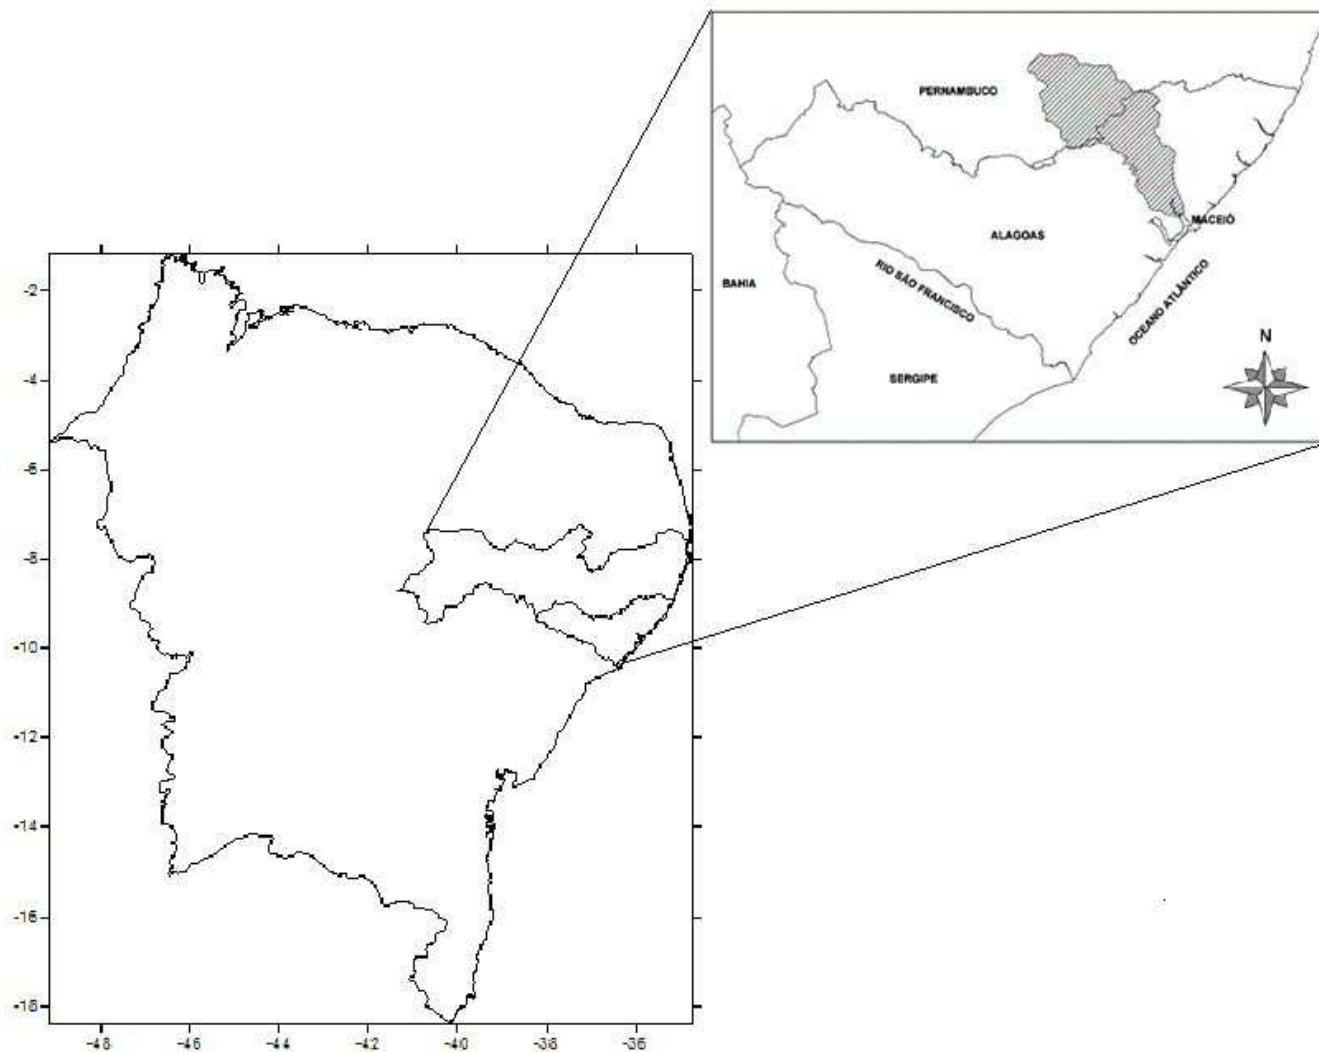 PERNAMBUCO
MACEIÓ
ALAGOAS
BAHIA
RIO SÃO FRANCISCO
OCEANO ATLÂNTICO
N
SERGIPE
-2
-4
-6
-8
-10
-12
-14
-16
-18
-48 -46 -44 -42 -40 -38 -36